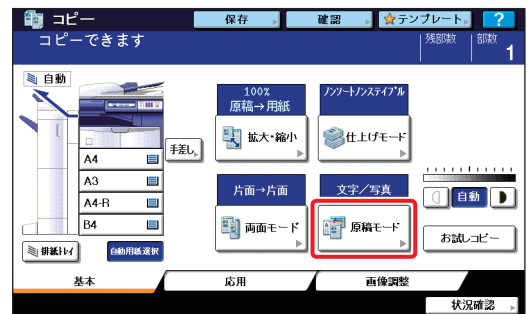 コピー
保存
確認
テンプレート
?
コピーできます
残部数
部数
1
自動
100%
原稿→用紙
ノンソート/ノンステイプル
拡大・縮小
仕上げモード
手差し
A4
A3
A4-R
B4
片面→片面
文字/写真
両面モード
原稿モード
自動
お試しコピー
排紙トレイ
自動用紙選択
基本
応用
画像調整
状況確認